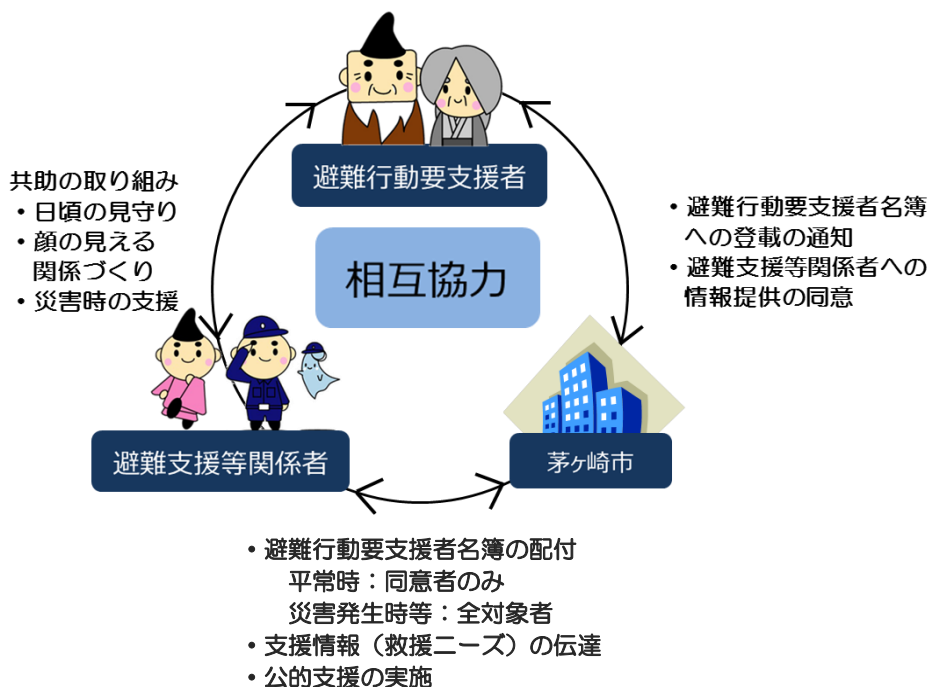 避難行動要支援者
共助の取り組み
・日頃の見守り
・顔の見える
関係づくり
・災害時の支援
・避難行動要支援者名簿
への登載の通知
・避難支援等関係者への
情報提供の同意
相互協力
避難支援等関係者
茅ヶ崎市
・避難行動要支援者名簿の配付
平常時：同意者のみ
災害発生時等：全対象者
・支援情報（救援ニーズ）の伝達
・公的支援の実施